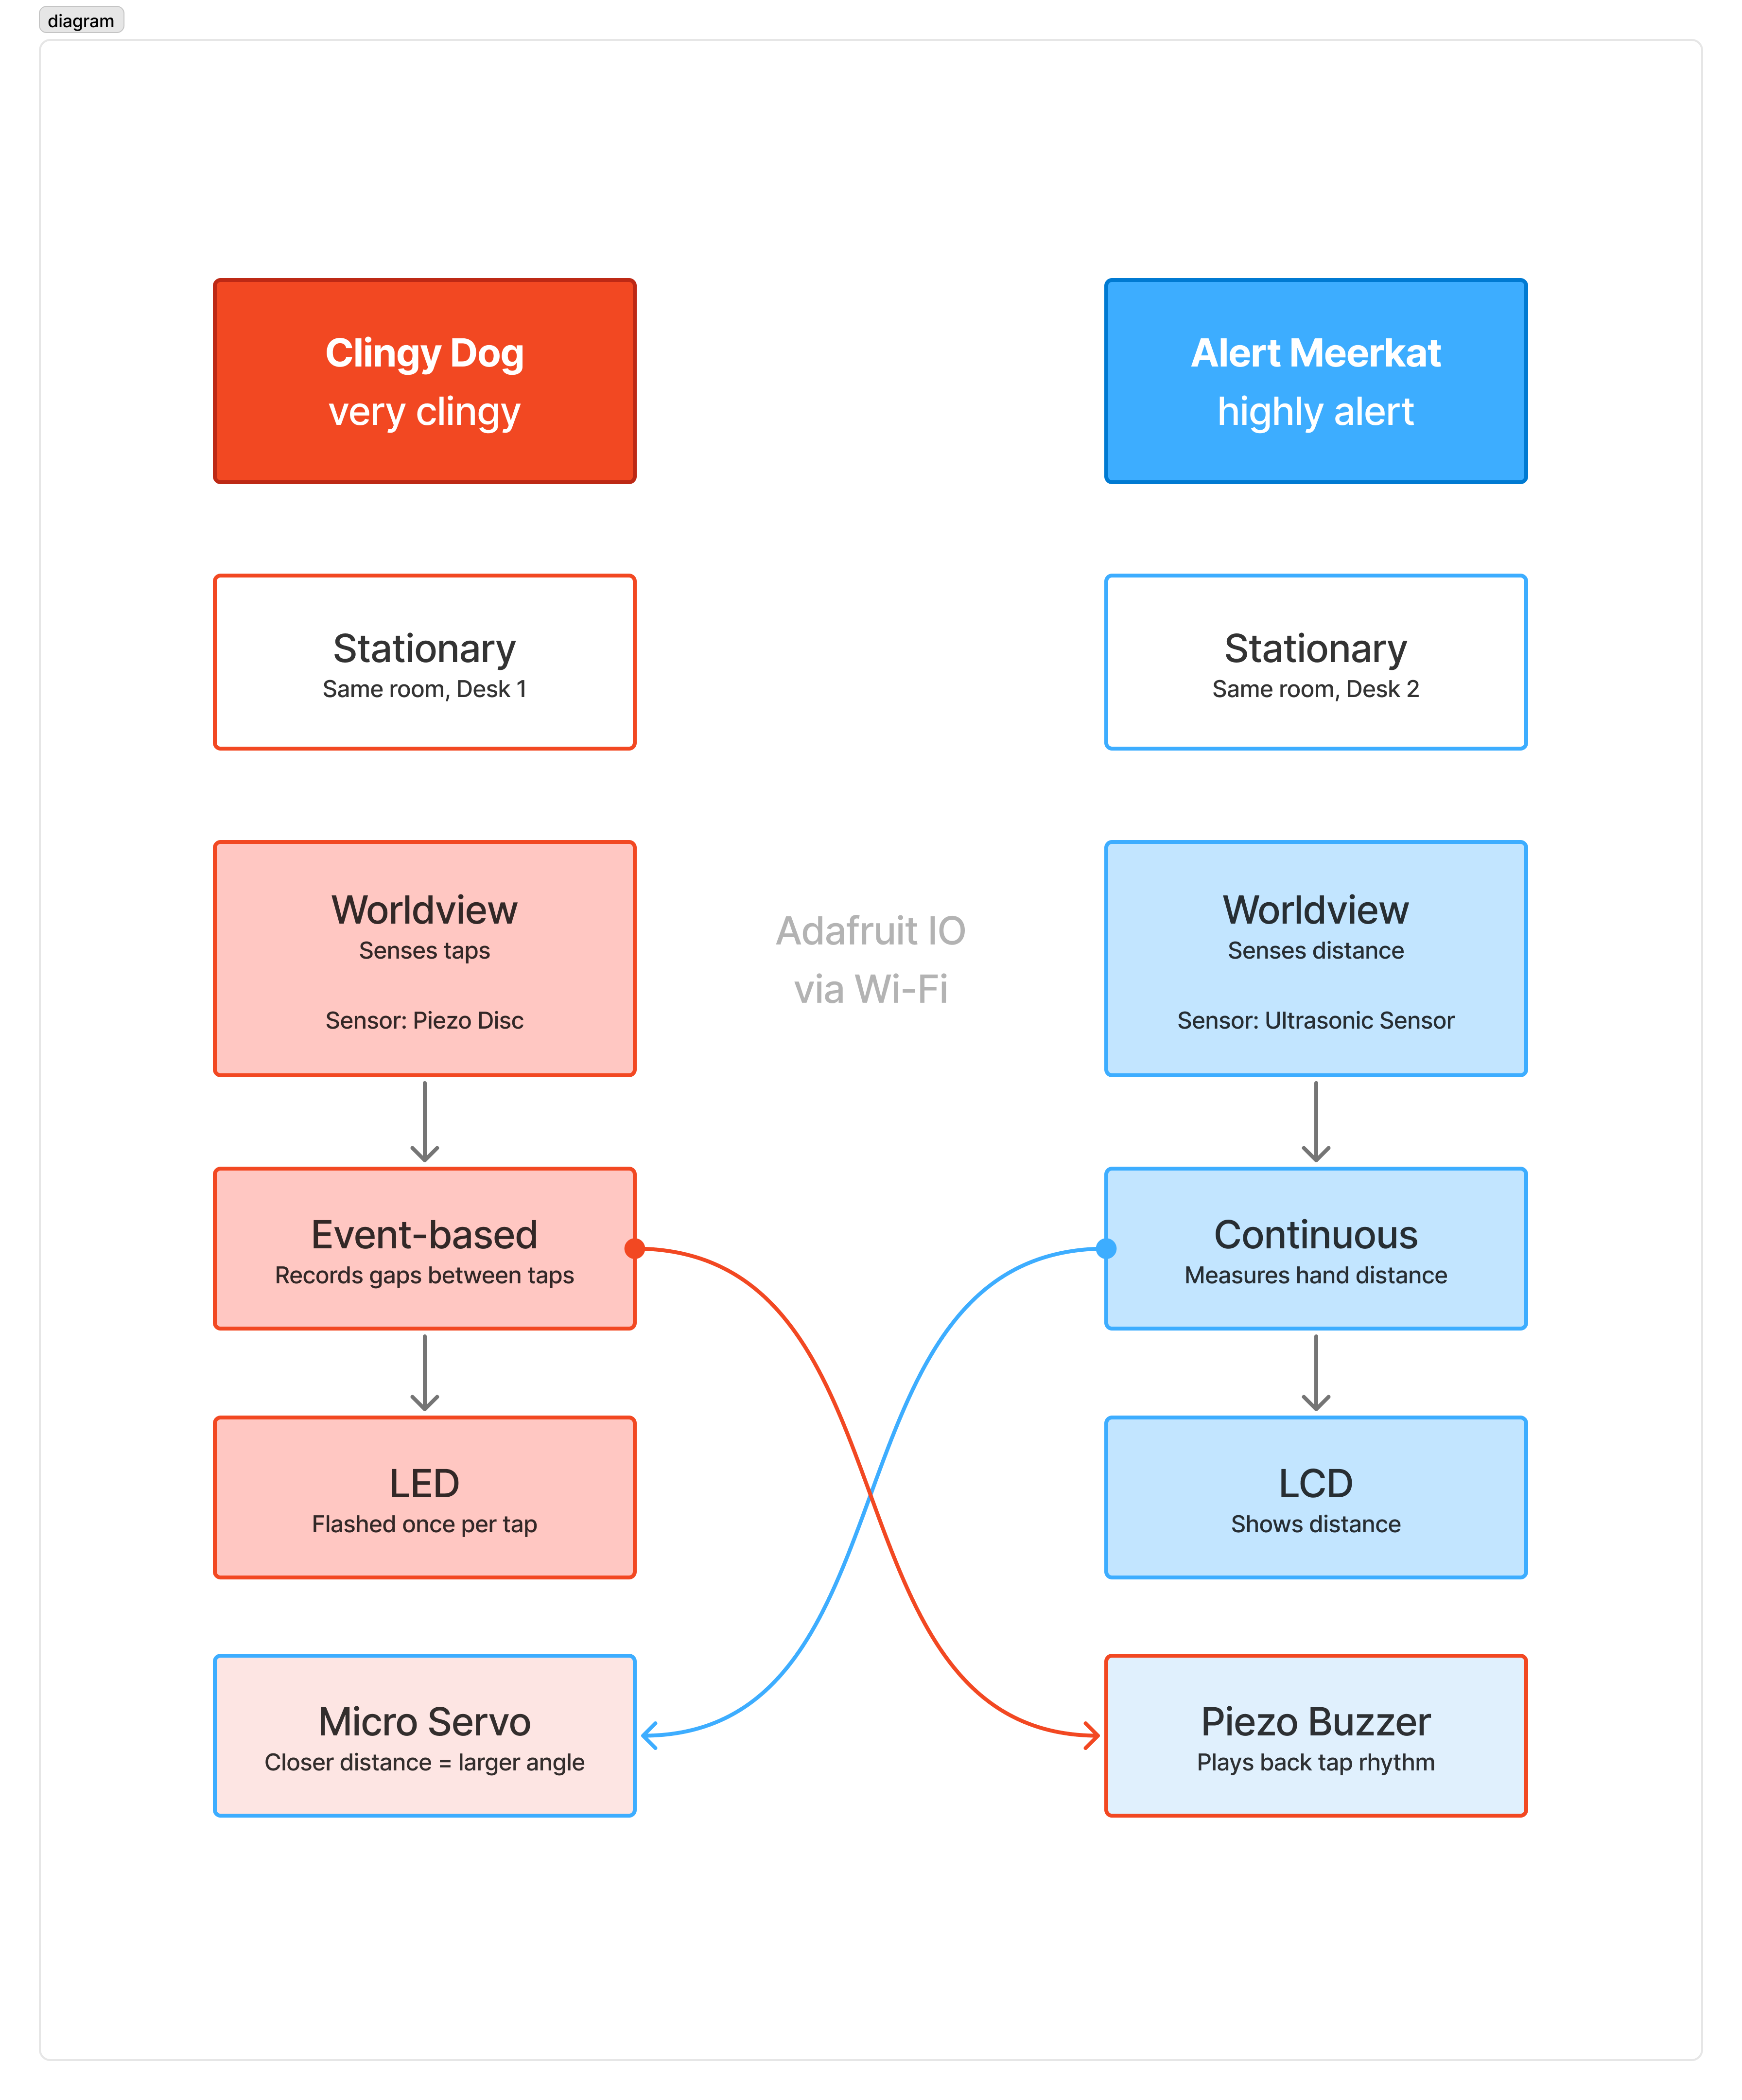 diagram
Clingy Dog
very clingy
Alert Meerkat
highly alert
Stationary
Same room, Desk 1
Stationary
Same room, Desk 2
Worldview
Senses taps
Sensor: Piezo Disc
Adafruit IO
via Wi-Fi
Worldview
Senses distance
Sensor: Ultrasonic Sensor
Event-based
Records gaps between taps
Continuous
Measures hand distance
LED
Flashed once per tap
LCD
Shows distance
Micro Servo
Closer distance = larger angle
Piezo Buzzer
Plays back tap rhythm